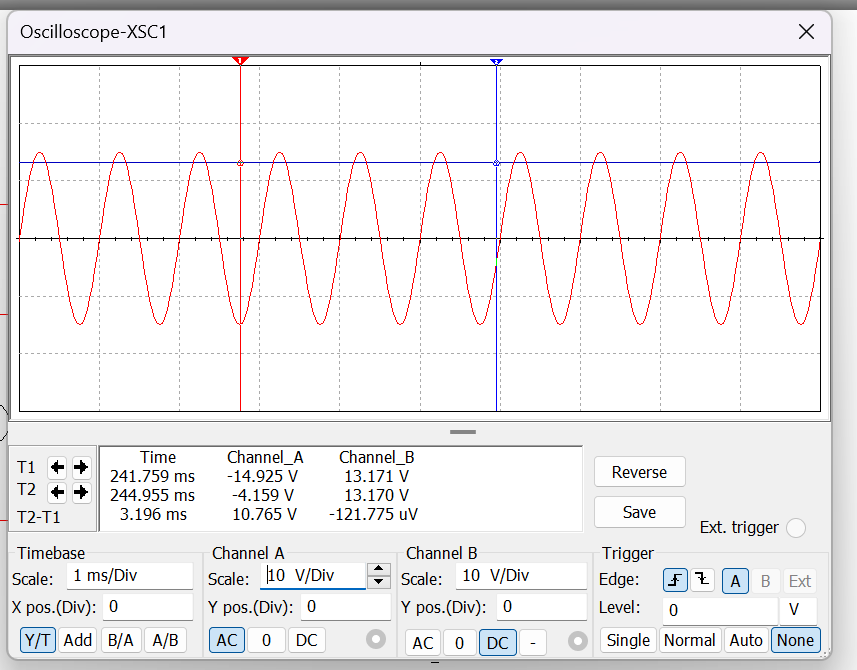 Oscilloscope-XSC1
1 2
Time Channel_A Channel_B
T1 241.759 ms -14.925 V 13.171 V
T2 244.955 ms -4.159 V 13.170 V
T2-T1 3.196 ms 10.765 V -121.775 uV
Reverse
Save
Ext. trigger
Timebase
Scale: 1 ms/Div
X pos.(Div): 0
Y/T Add B/A A/B
Channel A
Scale: 10 V/Div
Y pos.(Div): 0
AC 0 DC
Channel B
Scale: 10 V/Div
Y pos.(Div): 0
AC 0 DC -
Trigger
Edge: A B Ext
Level: 0 V
Single Normal Auto None